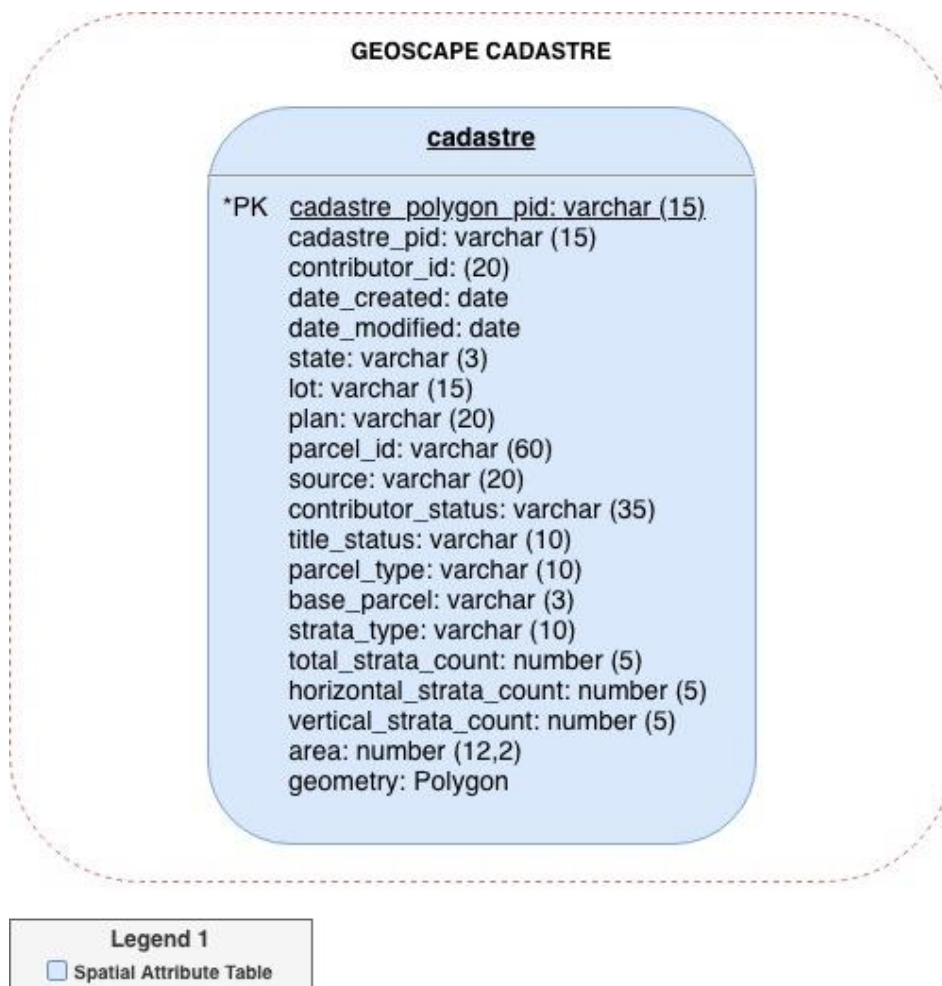 GEOSCAPE CADASTRE
cadastre
*PK cadastre_polygon_pid: varchar (15)
cadastre_pid: varchar (15)
contributor_id: (20)
date_created: date
date_modified: date
state: varchar (3)
lot: varchar (15)
plan: varchar (20)
parcel_id: varchar (60)
source: varchar (20)
contributor_status: varchar (35)
title_status: varchar (10)
parcel_type: varchar (10)
base_parcel: varchar (3)
strata_type: varchar (10)
total_strata_count: number (5)
horizontal_strata_count: number (5)
vertical_strata_count: number (5)
area: number (12,2)
geometry: Polygon
Legend 1
Spatial Attribute Table